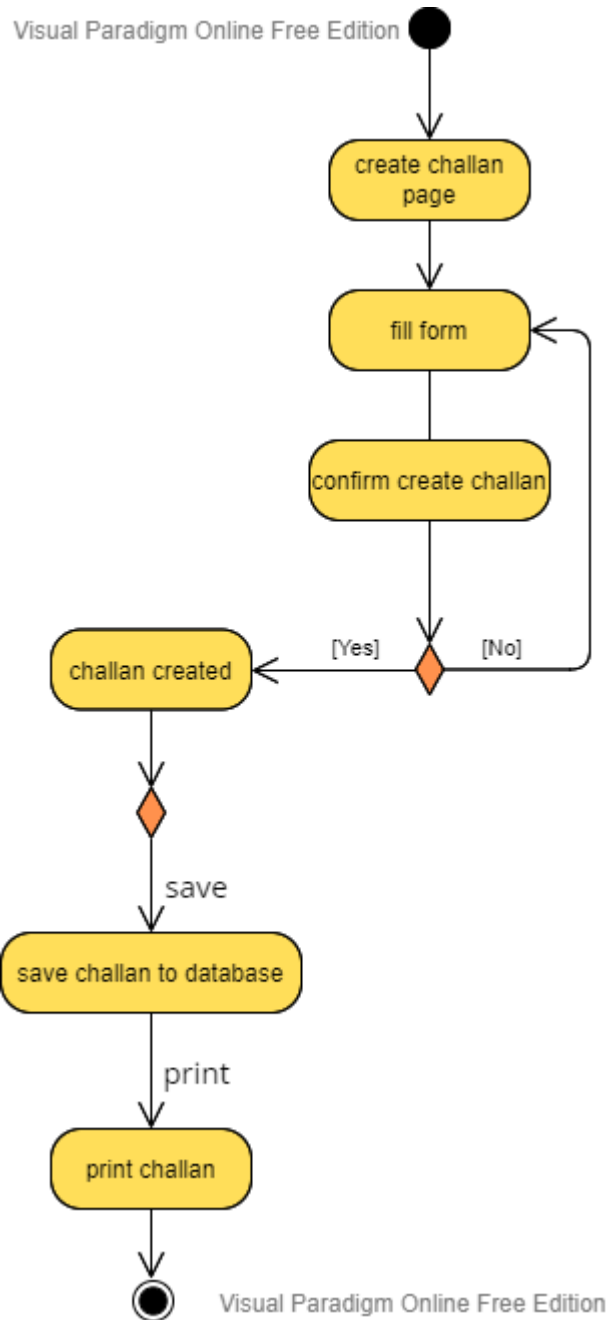 Visual Paradigm Online Free Edition
create challan
page
fill form
confirm create challan
[Yes]
[No]
challan created
save
save challan to database
print
print challan
Visual Paradigm Online Free Edition